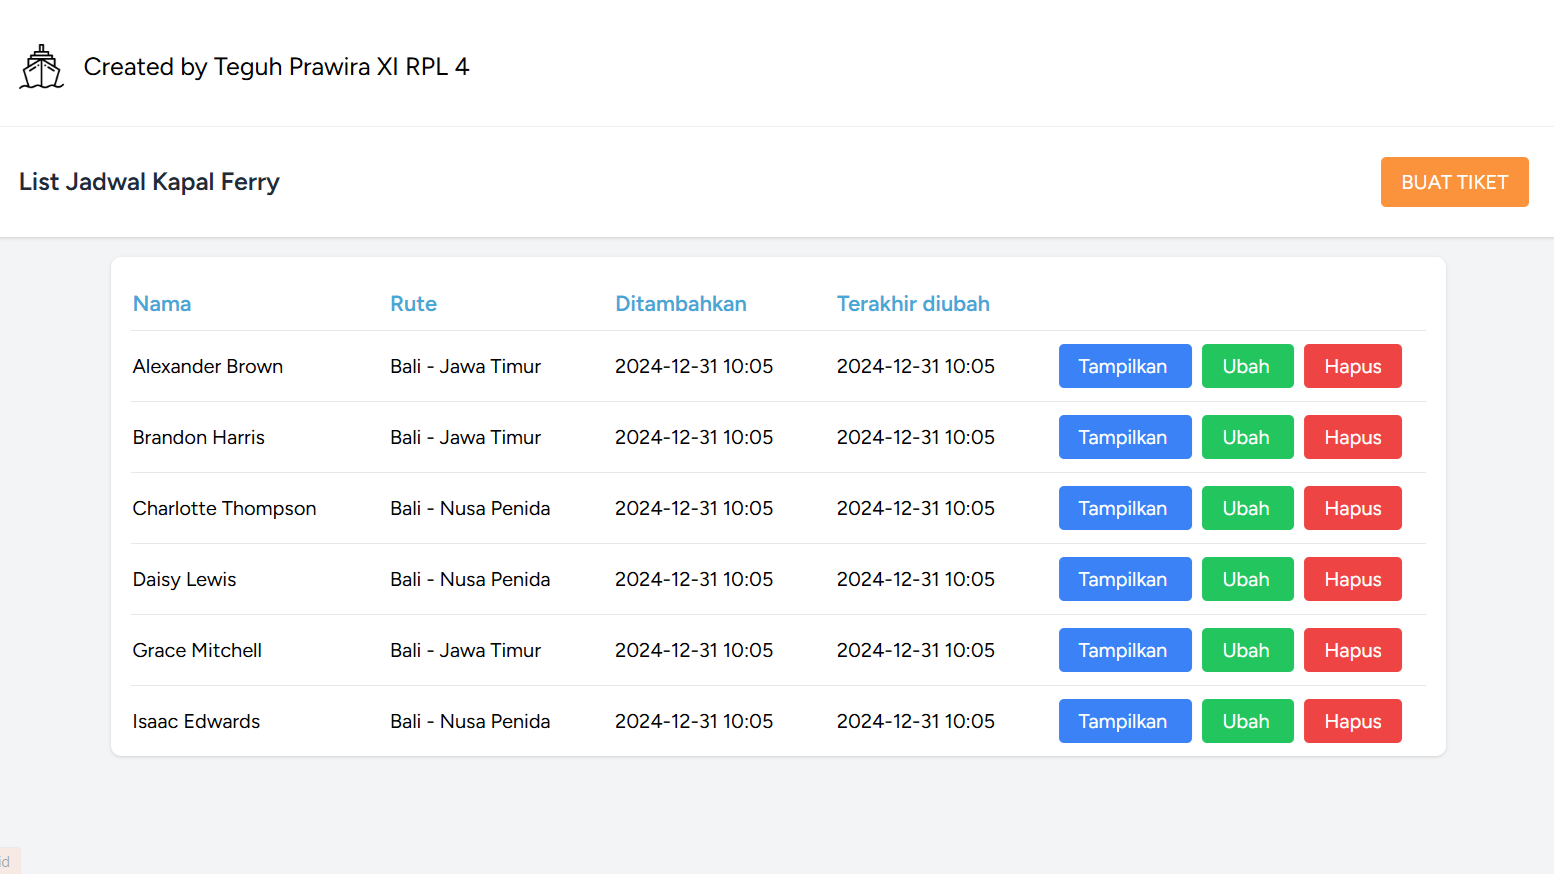 Created by Teguh Prawira XI RPL 4
List Jadwal Kapal Ferry BUAT TIKET
Nama Rute Ditambahkan Terakhir diubah
Alexander Brown Bali - Jawa Timur 2024-12-31 10:05 2024-12-31 10:05 Tampilkan Ubah Hapus
Brandon Harris Bali - Jawa Timur 2024-12-31 10:05 2024-12-31 10:05 Tampilkan Ubah Hapus
Charlotte Thompson Bali - Nusa Penida 2024-12-31 10:05 2024-12-31 10:05 Tampilkan Ubah Hapus
Daisy Lewis Bali - Nusa Penida 2024-12-31 10:05 2024-12-31 10:05 Tampilkan Ubah Hapus
Grace Mitchell Bali - Jawa Timur 2024-12-31 10:05 2024-12-31 10:05 Tampilkan Ubah Hapus
Isaac Edwards Bali - Nusa Penida 2024-12-31 10:05 2024-12-31 10:05 Tampilkan Ubah Hapus
id